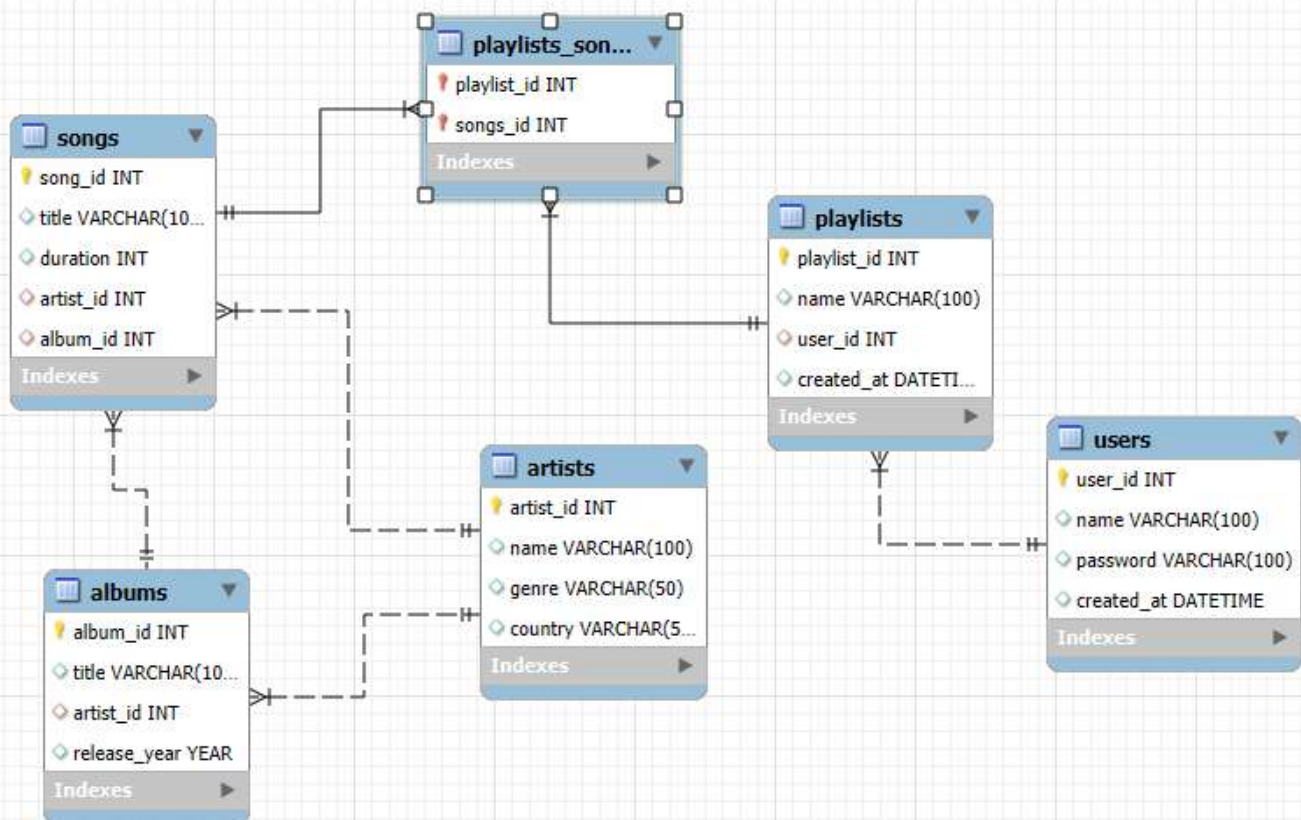 playlists_son...
playlist_id INT
songs_id INT
Indexes
songs
song_id INT
title VARCHAR(10...
duration INT
artist_id INT
album_id INT
Indexes
playlists
playlist_id INT
name VARCHAR(100)
user_id INT
created_at DATETI...
Indexes
users
user_id INT
name VARCHAR(100)
password VARCHAR(100)
created_at DATETIME
Indexes
artists
artist_id INT
name VARCHAR(100)
genre VARCHAR(50)
country VARCHAR(5...
Indexes
albums
album_id INT
title VARCHAR(10...
artist_id INT
release_year YEAR
Indexes